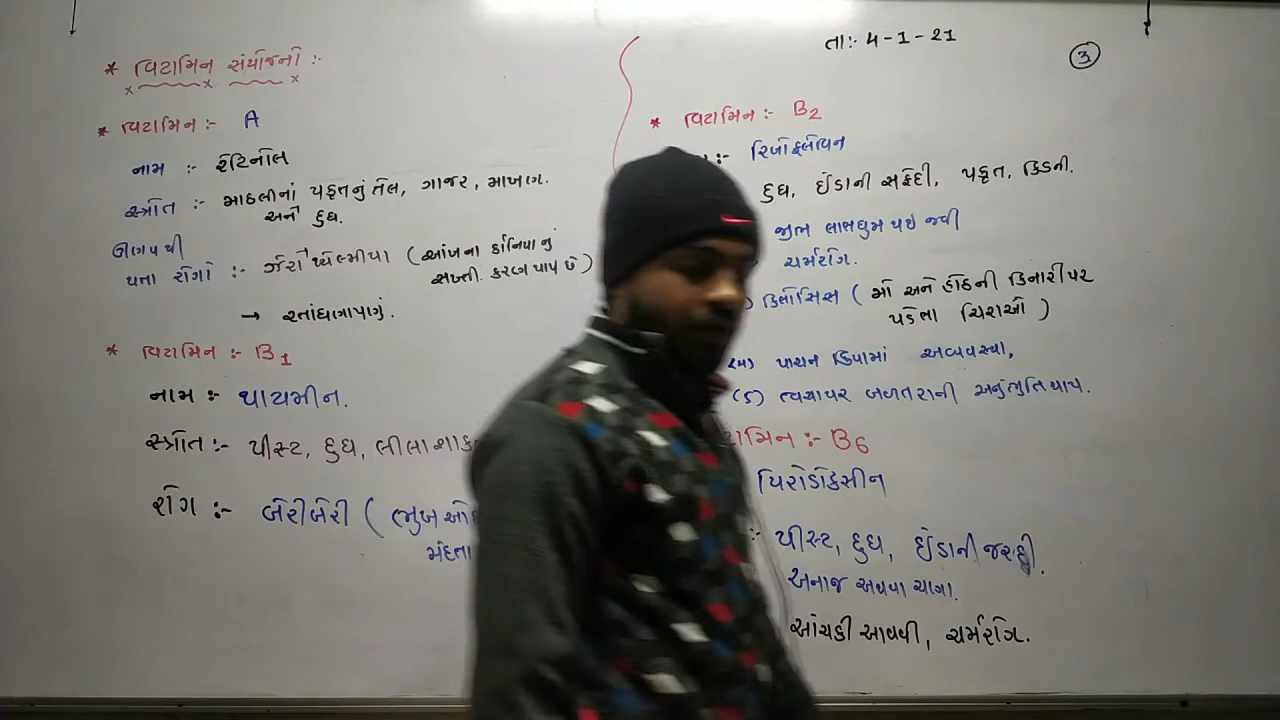 * વિટામિન સંયોજનો :-
* વિટામિન :- A
નામ :- રેટિનોલ
સ્ત્રોત :- માછલીનાં યકૃતનું તેલ, ગાજર, માખણ.
અને દુધ.
ઊણપથી
થતા રોગો :- ઝેરોપ્થેલ્મીયા (આંખના કોર્નિયાનું
સખ્તીકરણ થાય છે)
→ રતાંધણાપણું.
* વિટામિન :- B1
નામ :- થાયમીન.
સ્ત્રોત :- યીસ્ટ, દુધ, લીલા શાક
રોગ :- બેરીબેરી (ભુખ ઓ
મંદતા
તા:- 4-1-21
3
* વિટામિન :- B2
:- રિબોફ્લેવિન
દુધ, ઈંડાની સફેદી, યકૃત, કિડની.
જીભ લાલઘુમ થઇ જવી
ચર્મરોગ.
કિલોસિસ (મોં અને હોઠની કિનારી પર
પડેલા ચિરાઓ)
(4) પાચન ક્રિયામાં અવ્યવસ્થા,
(5) ત્વચાપર બળતરાની અનુભુતિ થાય.
ટામિન :- B6
પિરોડોક્સીન
:- યીસ્ટ, દુધ, ઈંડાની જરદી.
અનાજ અથવા ચણા.
આંચકી આવવી, ચર્મરોગ.